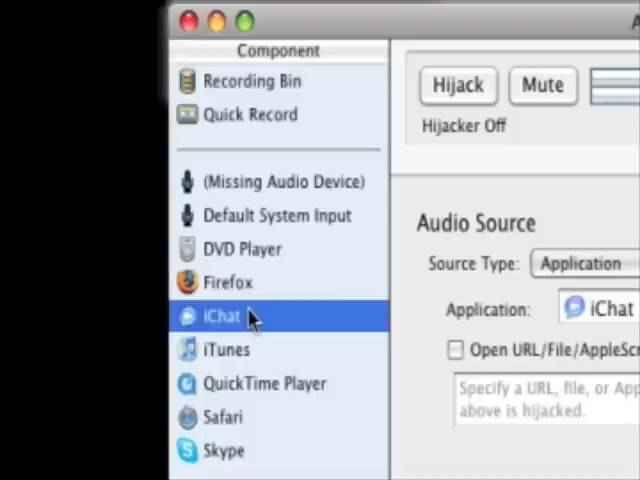 A
Component
Recording Bin
Quick Record
(Missing Audio Device)
Default System Input
DVD Player
Firefox
iChat
iTunes
QuickTime Player
Safari
Skype
Hijack
Mute
Hijacker Off
Audio Source
Source Type:
Application
Application:
iChat
Open URL/File/AppleScr
Specify a URL, file, or App
above is hijacked.